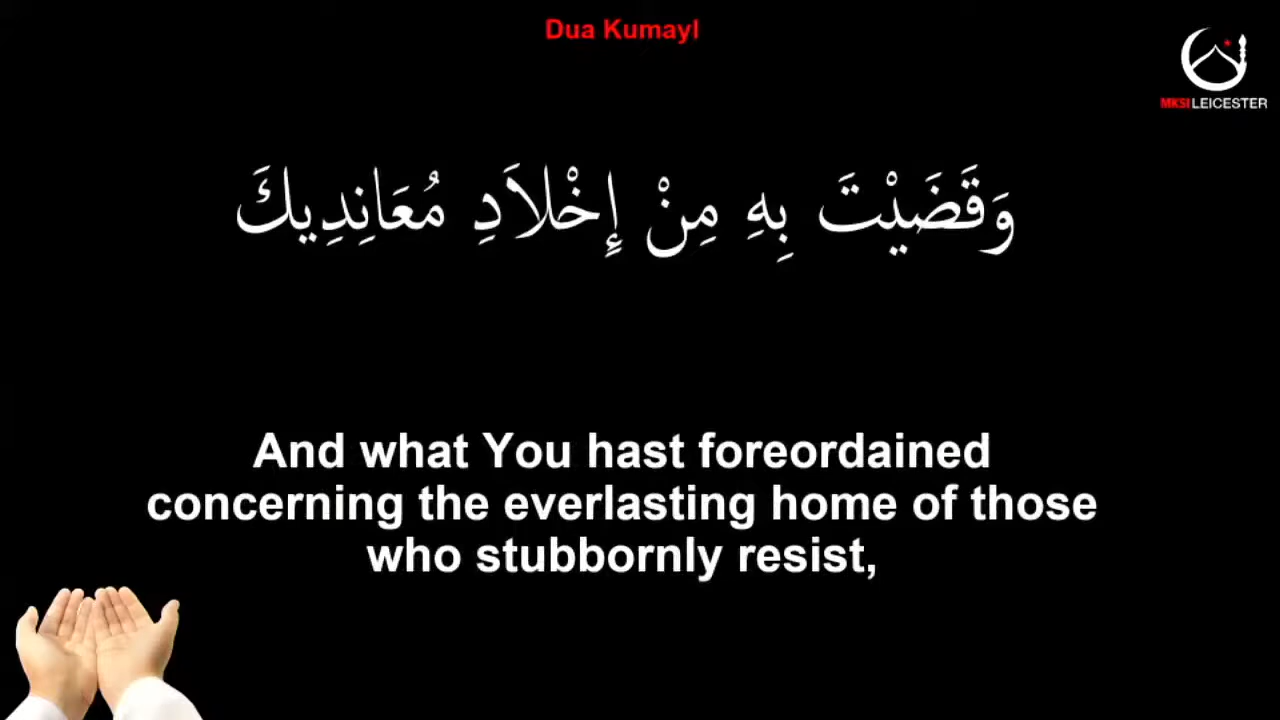 Dua Kumayl
MKSI LEICESTER
وَقَضَيْتَ بِهِ مِنْ إِخْلاَدِ مُعَانِدِيكَ
And what You hast foreordained
concerning the everlasting home of those
who stubbornly resist,